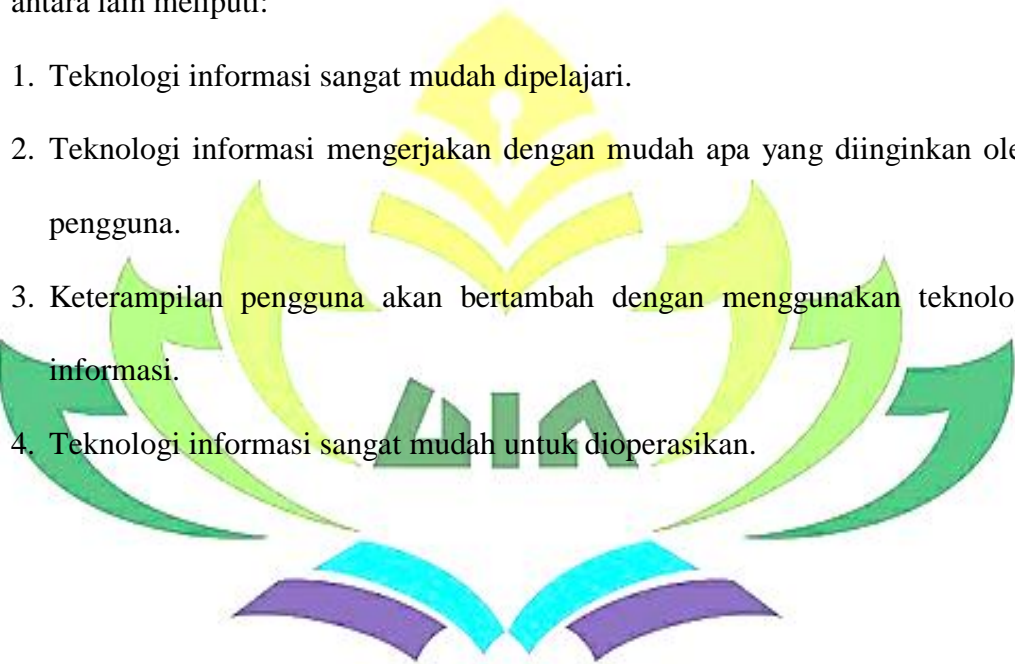 antara lain meliputi:
1. Teknologi informasi sangat mudah dipelajari.
2. Teknologi informasi mengerjakan dengan mudah apa yang diinginkan ole
pengguna.
3. Keterampilan pengguna akan bertambah dengan menggunakan teknolo
informasi.
4. Teknologi informasi sangat mudah untuk dioperasikan.
UIN